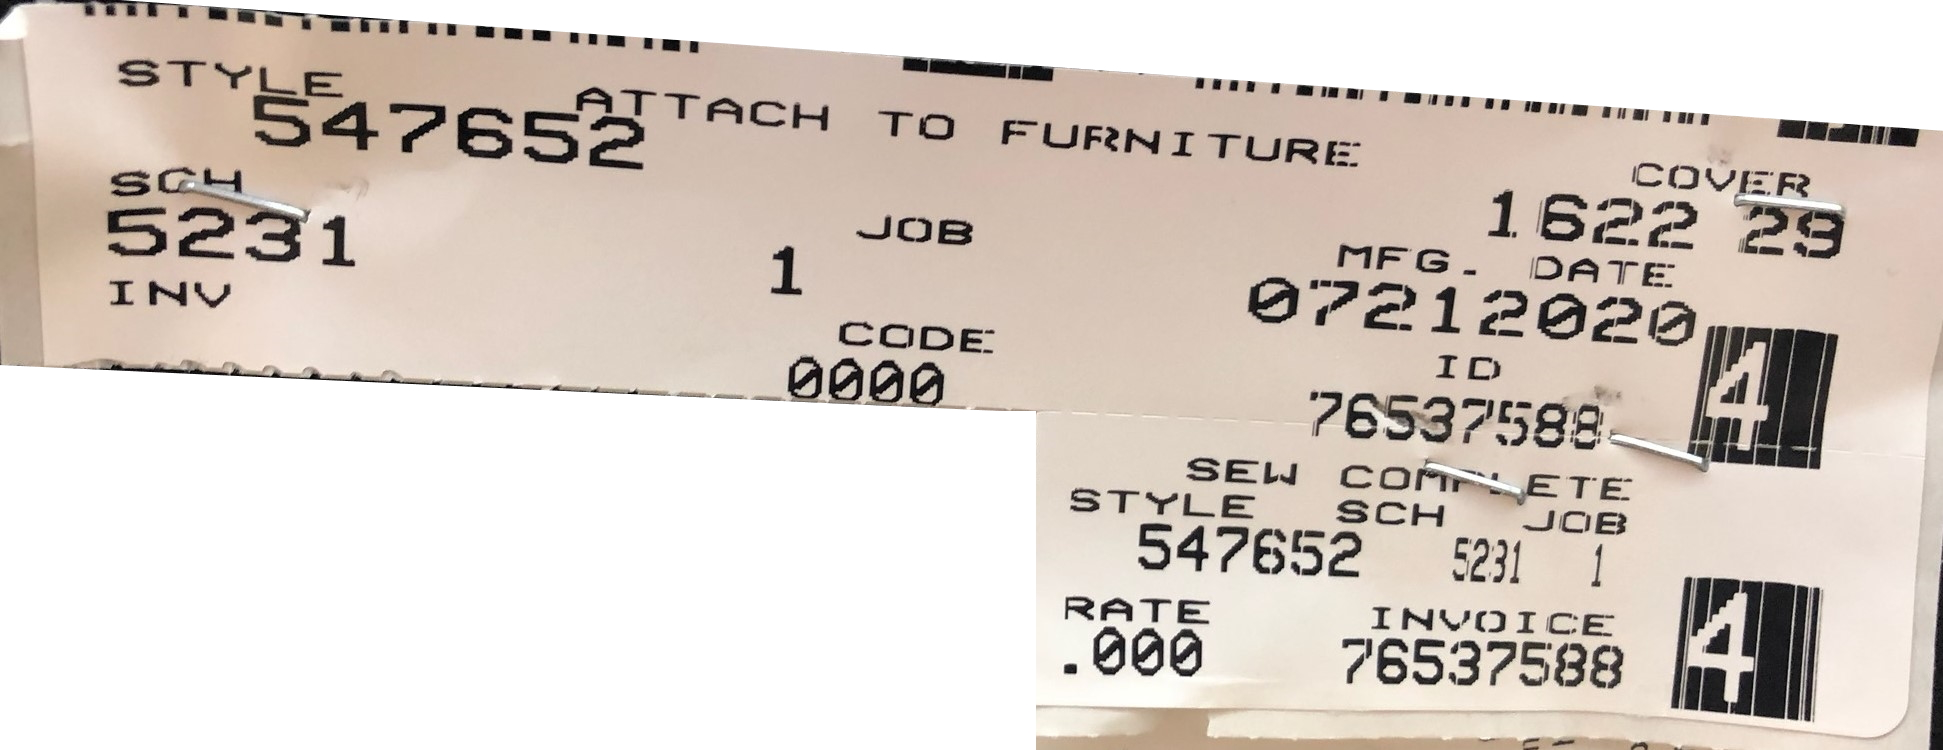 STYLE
547652 ATTACH TO FURNITURE
SCH COVER
5231 JOB 1622 29
INV 1 MFG. DATE
07212020
CODE ID
0000 76537588 4
SEW COMPLETE
STYLE SCH JOB
547652 5231 1
RATE INVOICE 4
.000 76537588